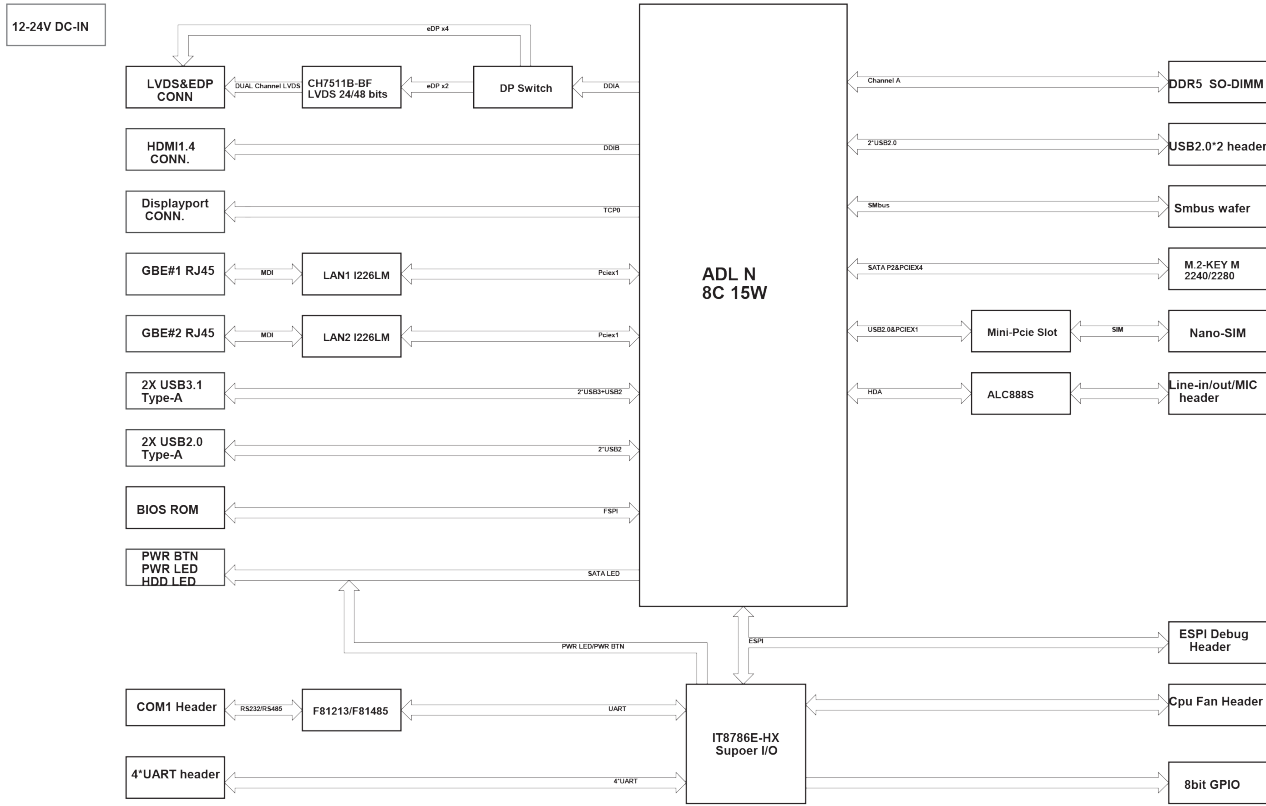 12-24V DC-IN
eDP x4
LVDS&EDP
CONN
DUAL Channel LVDS
CH7511B-BF
LVDS 24/48 bits
eDP x2
DP Switch
DDIA
HDMI1.4
CONN.
DDIB
Displayport
CONN.
TCP0
GBE#1 RJ45
MDI
LAN1 I226LM
Pciex1
GBE#2 RJ45
MDI
LAN2 I226LM
Pciex1
2X USB3.1
Type-A
2*USB3+USB2
2X USB2.0
Type-A
2*USB2
BIOS ROM
FSPI
PWR BTN
PWR LED
HDD LED
SATA LED
PWR LED/PWR BTN
ADL N
8C 15W
Channel A
DDR5 SO-DIMM
2*USB2.0
USB2.0*2 header
SMbus
Smbus wafer
SATA P2&PCIEX4
M.2-KEY M
2240/2280
USB2.0&PCIEX1
Mini-Pcie Slot
SIM
Nano-SIM
HDA
ALC888S
Line-in/out/MIC
header
ESPI
ESPI Debug
Header
COM1 Header
RS232/RS485
F81213/F81485
UART
IT8786E-HX
Supoer I/O
Cpu Fan Header
4*UART header
4*UART
8bit GPIO